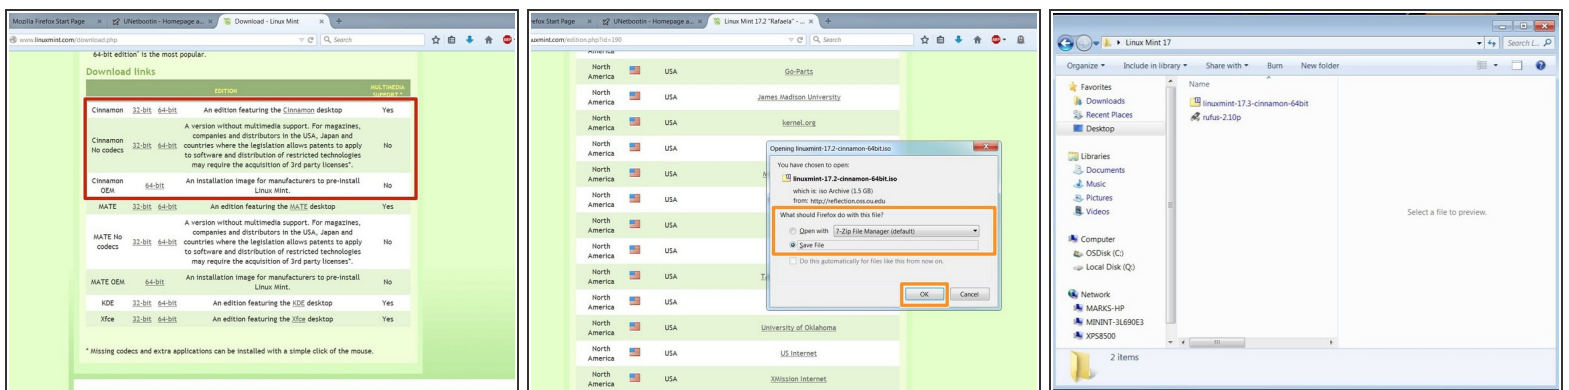 Mozilla Firefox Start Page
UNetbootin - Homepage a...
Download - Linux Mint
www.linuxmint.com/download.php
Search
64-bit edition" is the most popular.
Download links
EDITION
MULTIMEDIA SUPPORT *
Cinnamon 32-bit 64-bit An edition featuring the Cinnamon desktop Yes
A version without multimedia support. For magazines,
companies and distributors in the USA, Japan and
Cinnamon No codecs 32-bit 64-bit countries where the legislation allows patents to apply No
to software and distribution of restricted technologies
may require the acquisition of 3rd party licenses*.
Cinnamon OEM 64-bit An installation image for manufacturers to pre-install No
Linux Mint.
MATE 32-bit 64-bit An edition featuring the MATE desktop Yes
A version without multimedia support. For magazines,
companies and distributors in the USA, Japan and
MATE No codecs 32-bit 64-bit countries where the legislation allows patents to apply No
to software and distribution of restricted technologies
may require the acquisition of 3rd party licenses*.
MATE OEM 64-bit An installation image for manufacturers to pre-install No
Linux Mint.
KDE 32-bit 64-bit An edition featuring the KDE desktop Yes
Xfce 32-bit 64-bit An edition featuring the Xfce desktop Yes
* Missing codecs and extra applications can be installed with a simple click of the mouse.
refox Start Page
UNetbootin - Homepage a...
Linux Mint 17.2 "Rafaela" - ...
uxmint.com/edition.php?id=190
Search
America
North America USA Go-Parts
North America USA James Madison University
North America USA kernel.org
North America USA
North America USA
North America USA
North America USA
North America USA
North America USA
North America USA
North America USA University of Oklahoma
North America USA US Internet
North America USA XMission Internet
Opening linuxmint-17.2-cinnamon-64bit.iso
You have chosen to open:
linuxmint-17.2-cinnamon-64bit.iso
which is: iso Archive (1.5 GB)
from: http://reflection.oss.ou.edu
What should Firefox do with this file?
Open with 7-Zip File Manager (default)
Save File
Do this automatically for files like this from now on.
OK Cancel
Linux Mint 17
Search L...
Organize Include in library Share with Burn New folder
Favorites
Downloads
Recent Places
Desktop
Libraries
Documents
Music
Pictures
Videos
Computer
OSDisk (C:)
Local Disk (Q:)
Network
MARKS-HP
MININT-3L690E3
XPS8500
Name
linuxmint-17.3-cinnamon-64bit
rufus-2.10p
Select a file to preview.
2 items